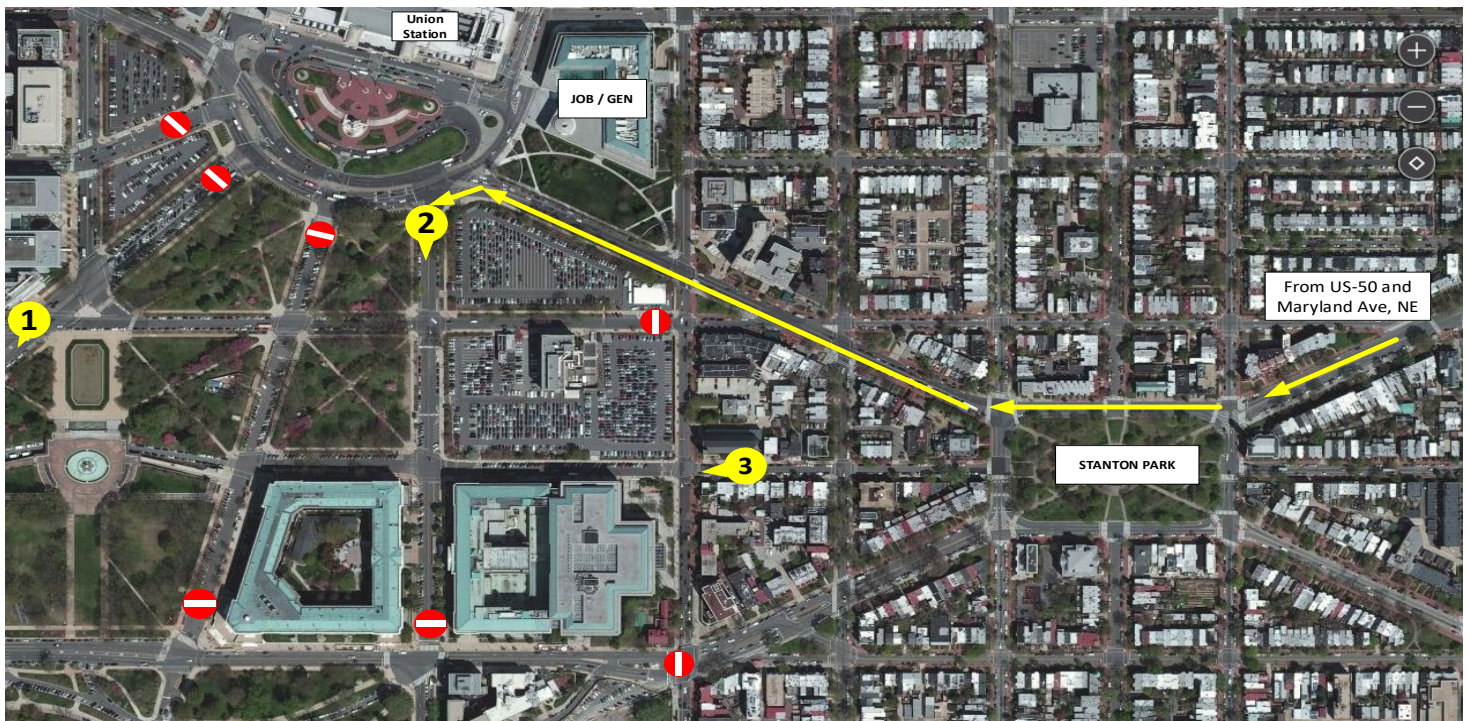 Union
Station
JOB / GEN
2
From US-50 and
Maryland Ave, NE
1
3
STANTON PARK